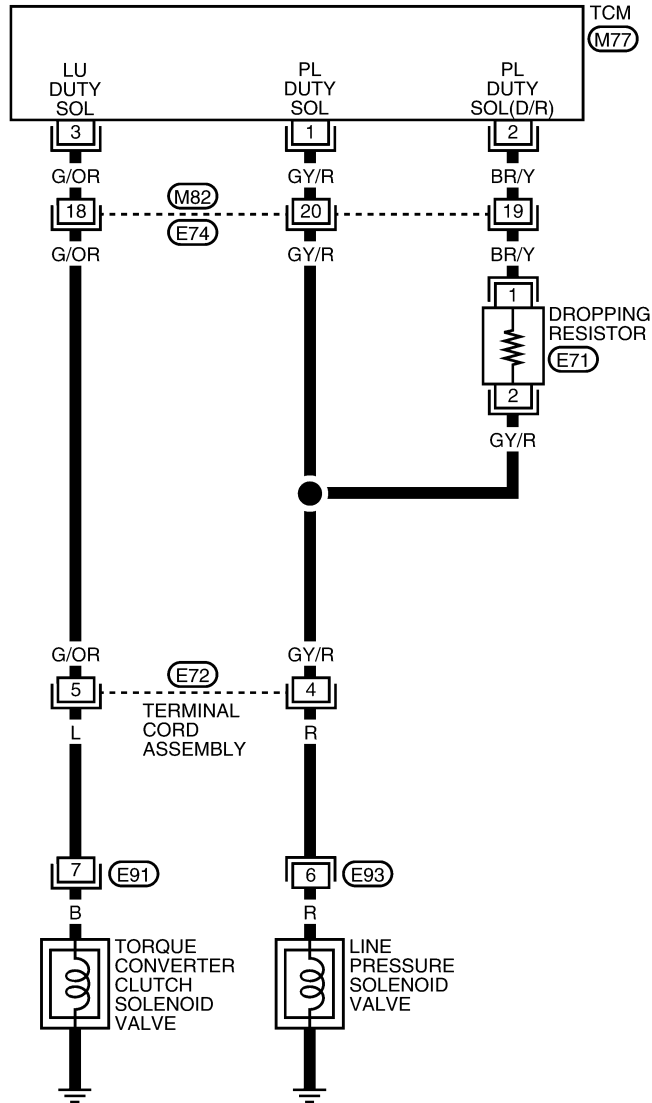 TCM
M77
LU
DUTY
SOL
PL
DUTY
SOL
PL
DUTY
SOL(D/R)
3
1
2
G/OR
GY/R
BR/Y
M82
18
20
19
E74
G/OR
GY/R
BR/Y
1
DROPPING
RESISTOR
E71
2
GY/R
G/OR
GY/R
E72
5
4
TERMINAL
CORD
ASSEMBLY
L
R
7
E91
6
E93
B
R
TORQUE
CONVERTER
CLUTCH
SOLENOID
VALVE
LINE
PRESSURE
SOLENOID
VALVE